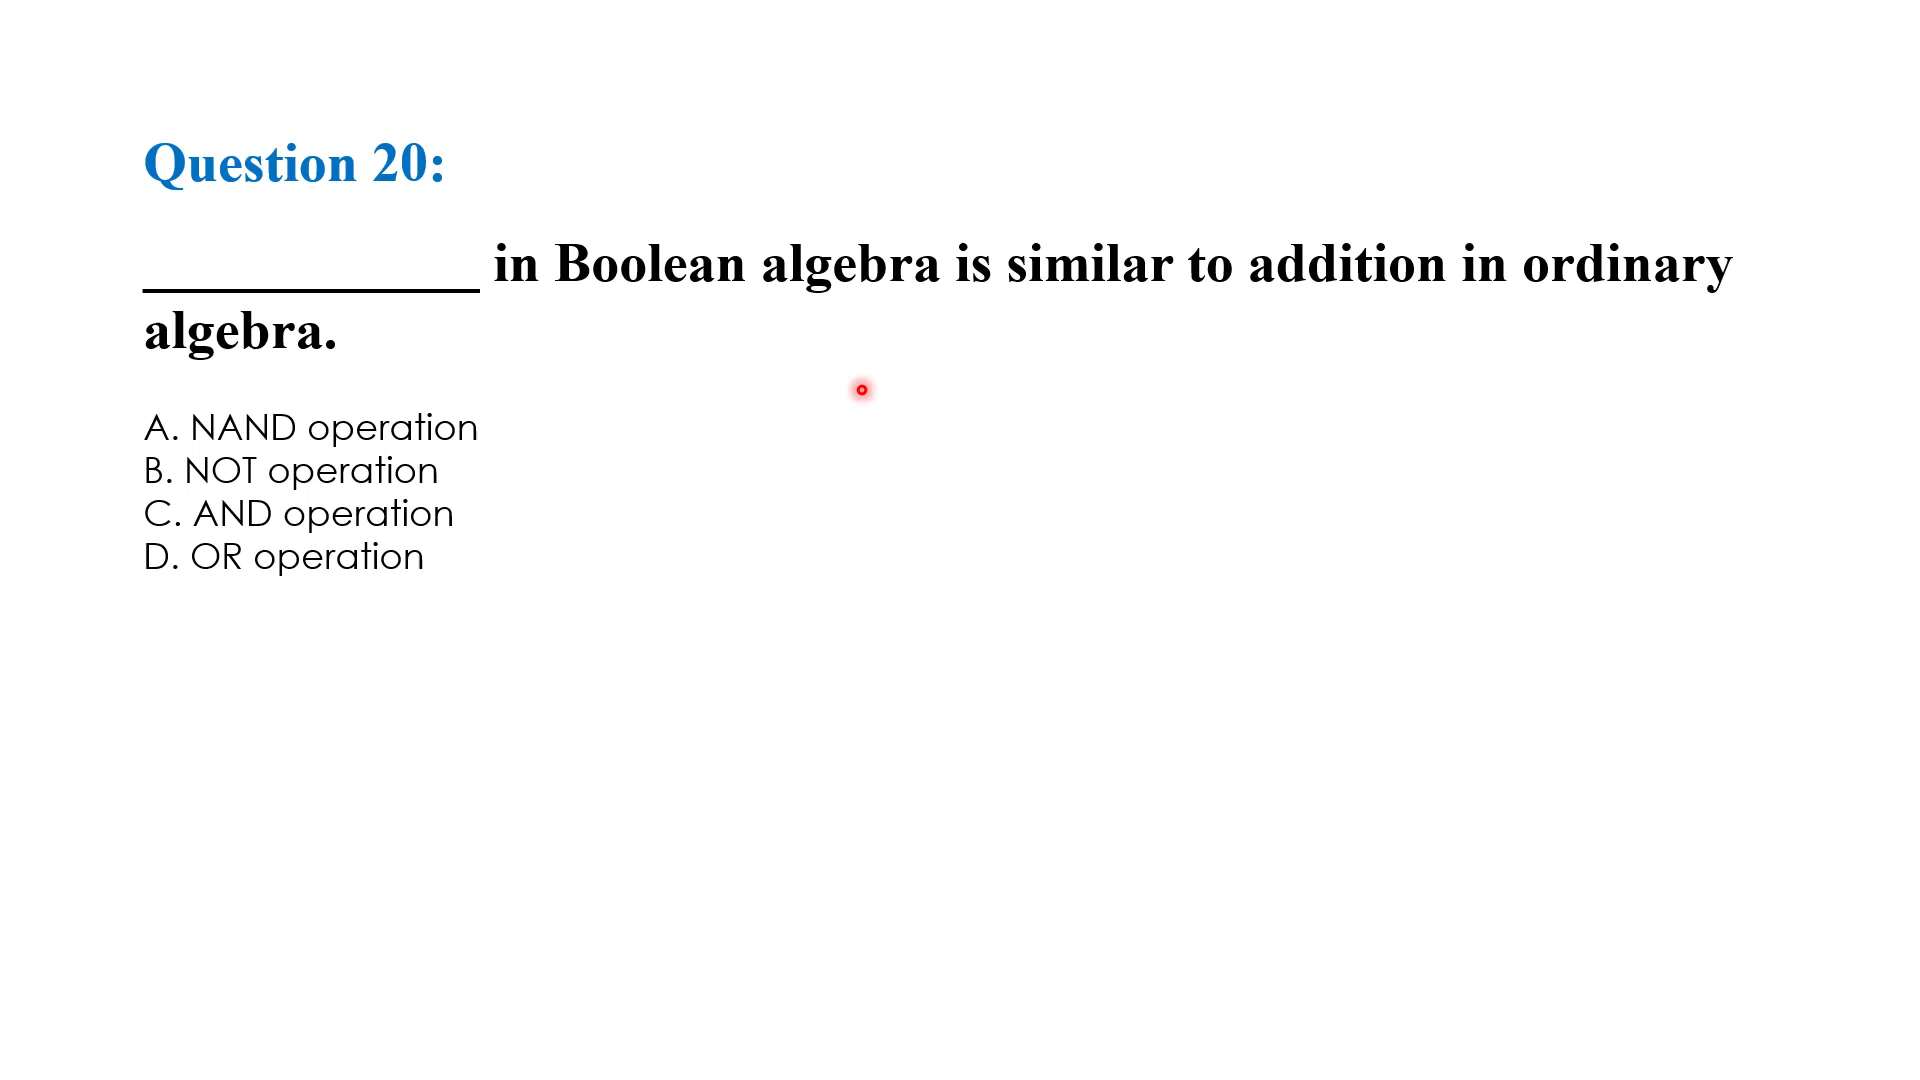 Question 20:
____________ in Boolean algebra is similar to addition in ordinary
algebra.
A. NAND operation
B. NOT operation
C. AND operation
D. OR operation